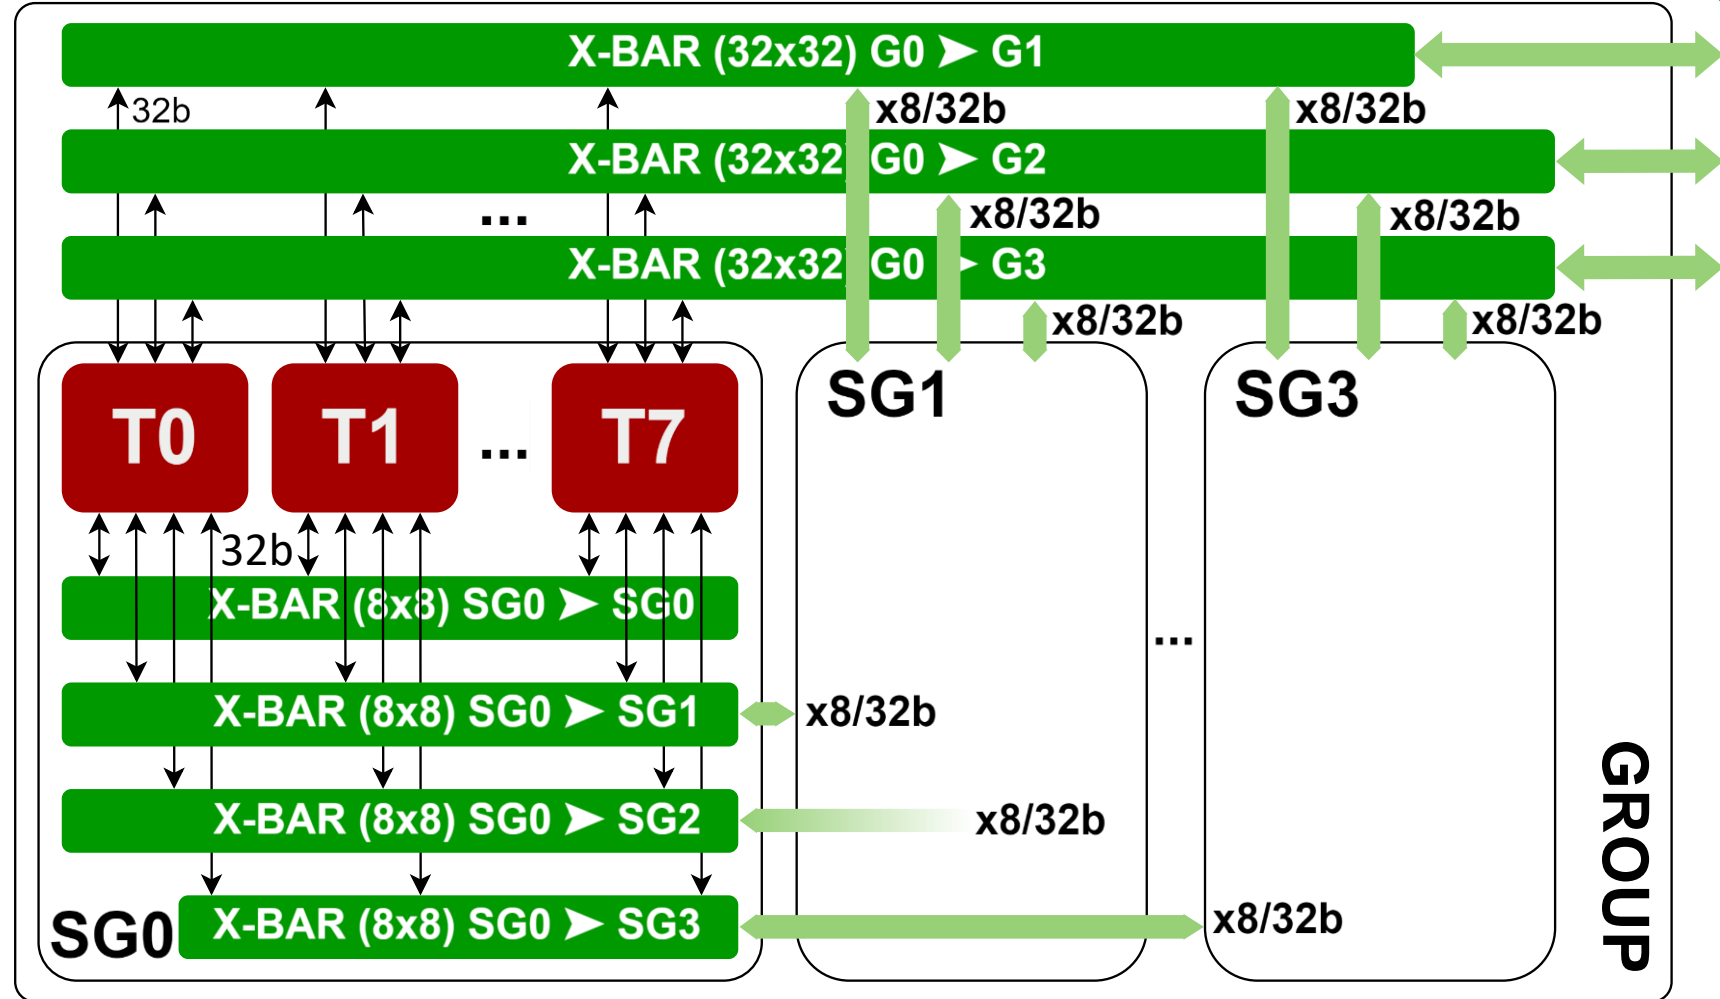 X-BAR (32x32) G0 ➤ G1
32b
x8/32b
x8/32b
X-BAR (32x32) G0 ➤ G2
...
x8/32b
x8/32b
X-BAR (32x32) G0 ➤ G3
x8/32b
x8/32b
T0
T1
...
T7
SG1
SG3
32b
X-BAR (8x8) SG0 ➤ SG0
...
X-BAR (8x8) SG0 ➤ SG1
x8/32b
X-BAR (8x8) SG0 ➤ SG2
x8/32b
X-BAR (8x8) SG0 ➤ SG3
x8/32b
SG0
GROUP